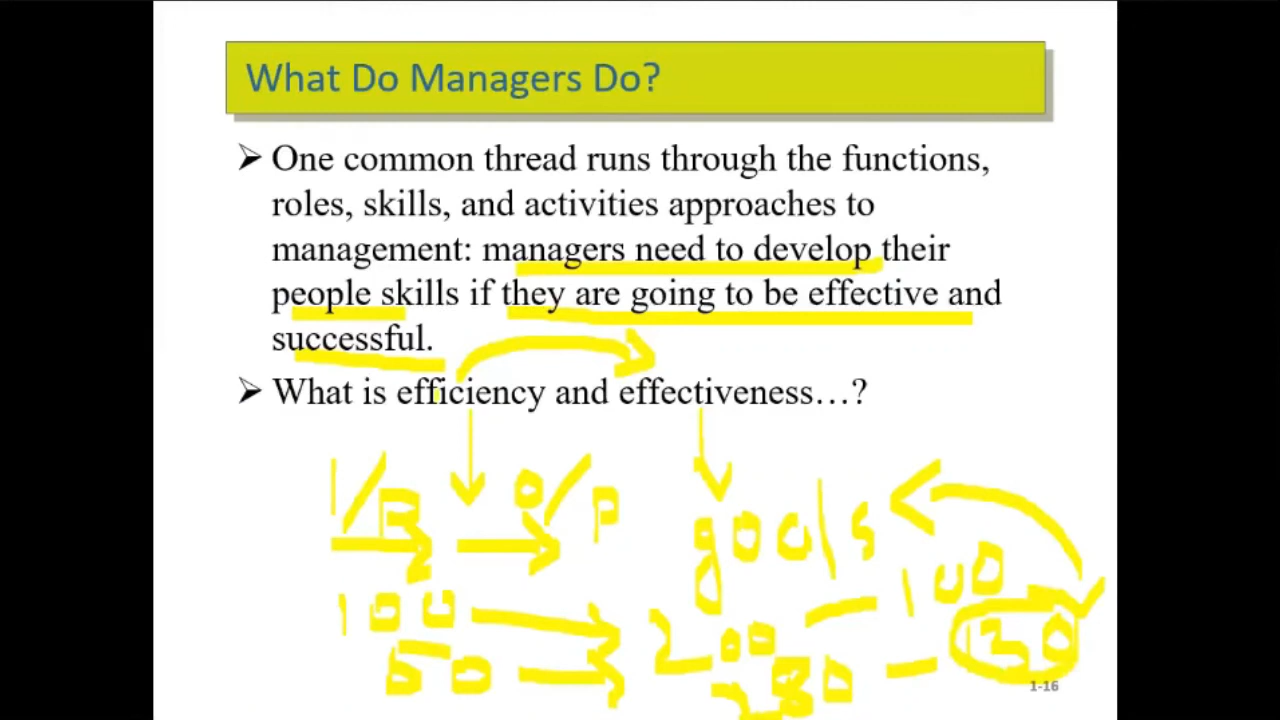 What Do Managers Do?
➢ One common thread runs through the functions,
roles, skills, and activities approaches to
management: managers need to develop their
people skills if they are going to be effective and
successful.
➢ What is efficiency and effectiveness…?
I/P → O/P goals
100 → 200 – 100
50 → – 130
1-16